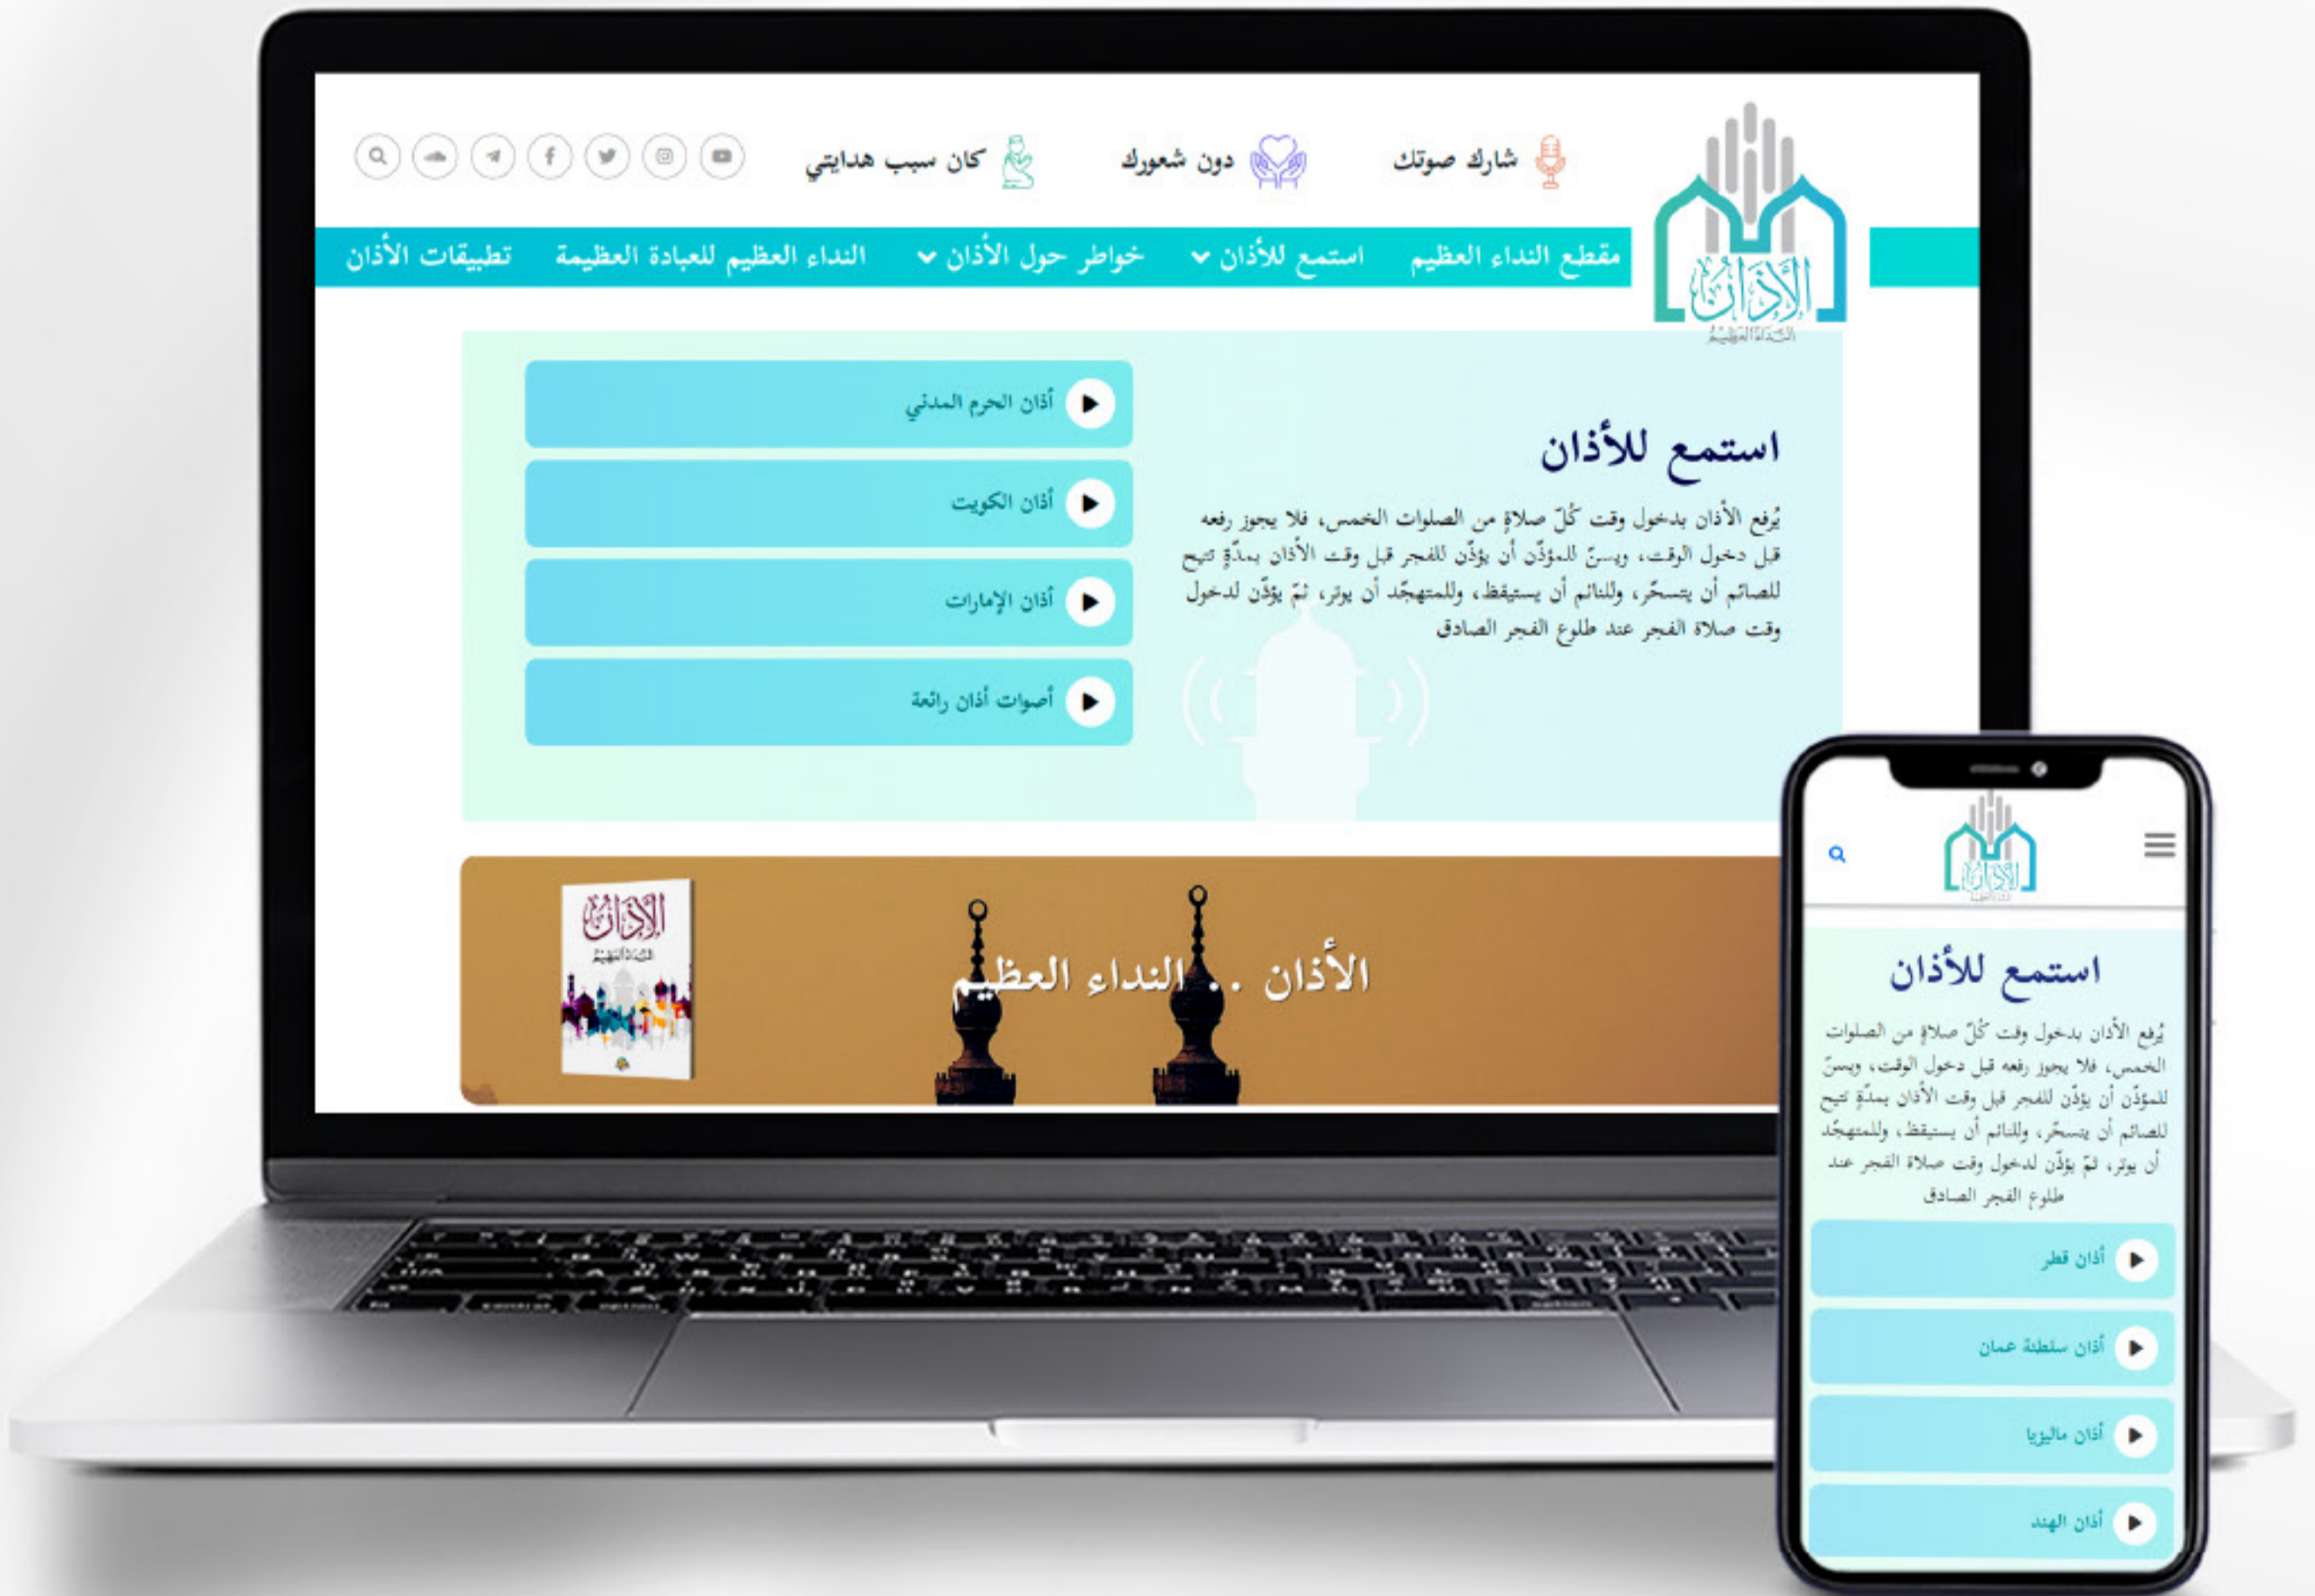 شارك صوتك
دون شعورك
كان سبب هدايتي
الأذان
النداء العظيم
مقطع النداء العظيم
استمع للأذان
خواطر حول الأذان
النداء العظيم للعبادة العظيمة
تطبيقات الأذان
استمع للأذان
يُرفع الأذان بدخول وقت كُلّ صلاةٍ من الصلوات الخمس، فلا يجوز رفعه
قبل دخول الوقت، ويسنّ للمؤذّن أن يؤذّن للفجر قبل وقت الأذان بمدّةٍ تتيح
للصائم أن يتسحّر، وللنائم أن يستيقظ، وللمتهجّد أن يوتر، ثمّ يؤذّن لدخول
وقت صلاة الفجر عند طلوع الفجر الصادق
أذان الحرم المدني
أذان الكويت
أذان الإمارات
أصوات أذان رائعة
الأذان . . النداء العظيم
الأذان
النداء العظيم
الأذان
استمع للأذان
يُرفع الأذان بدخول وقت كُلّ صلاةٍ من الصلوات
الخمس، فلا يجوز رفعه قبل دخول الوقت، ويسنّ
للمؤذّن أن يؤذّن للفجر قبل وقت الأذان بمدّةٍ تتيح
للصائم أن يتسحّر، وللنائم أن يستيقظ، وللمتهجّد
أن يوتر، ثمّ يؤذّن لدخول وقت صلاة الفجر عند
طلوع الفجر الصادق
أذان قطر
أذان سلطنة عمان
أذان ماليزيا
أذان الهند